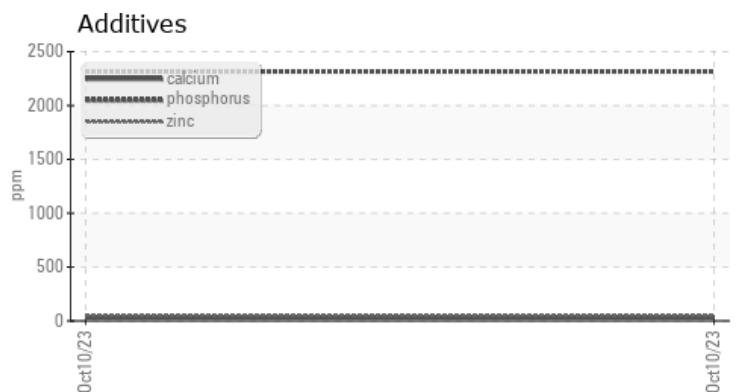 Additives
2500
2000
1500
1000
500
0
ppm
calcium
phosphorus
zinc
Oct10/23
Oct10/23